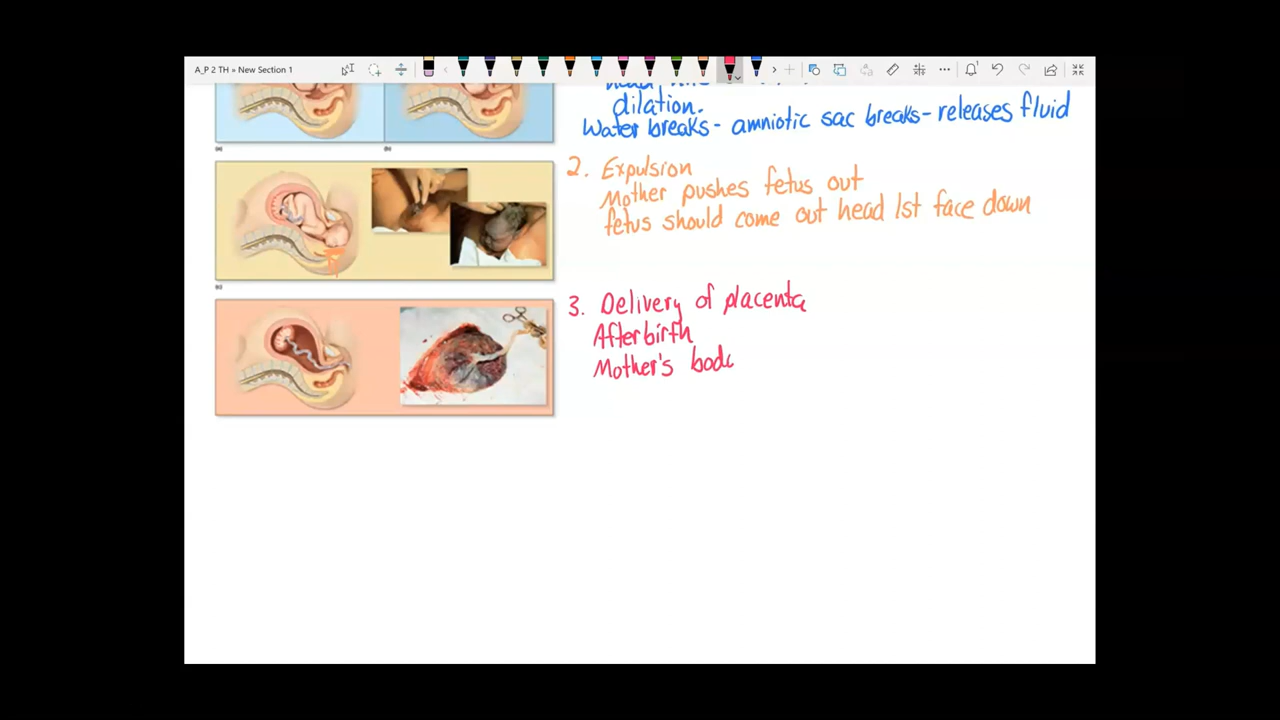 A_P 2 TH » New Section 1
dilation.
Water breaks - amniotic sac breaks - releases fluid
(a)
(b)
2. Expulsion
Mother pushes fetus out
fetus should come out head 1st face down
(c)
3. Delivery of placenta
Afterbirth
Mother's bod